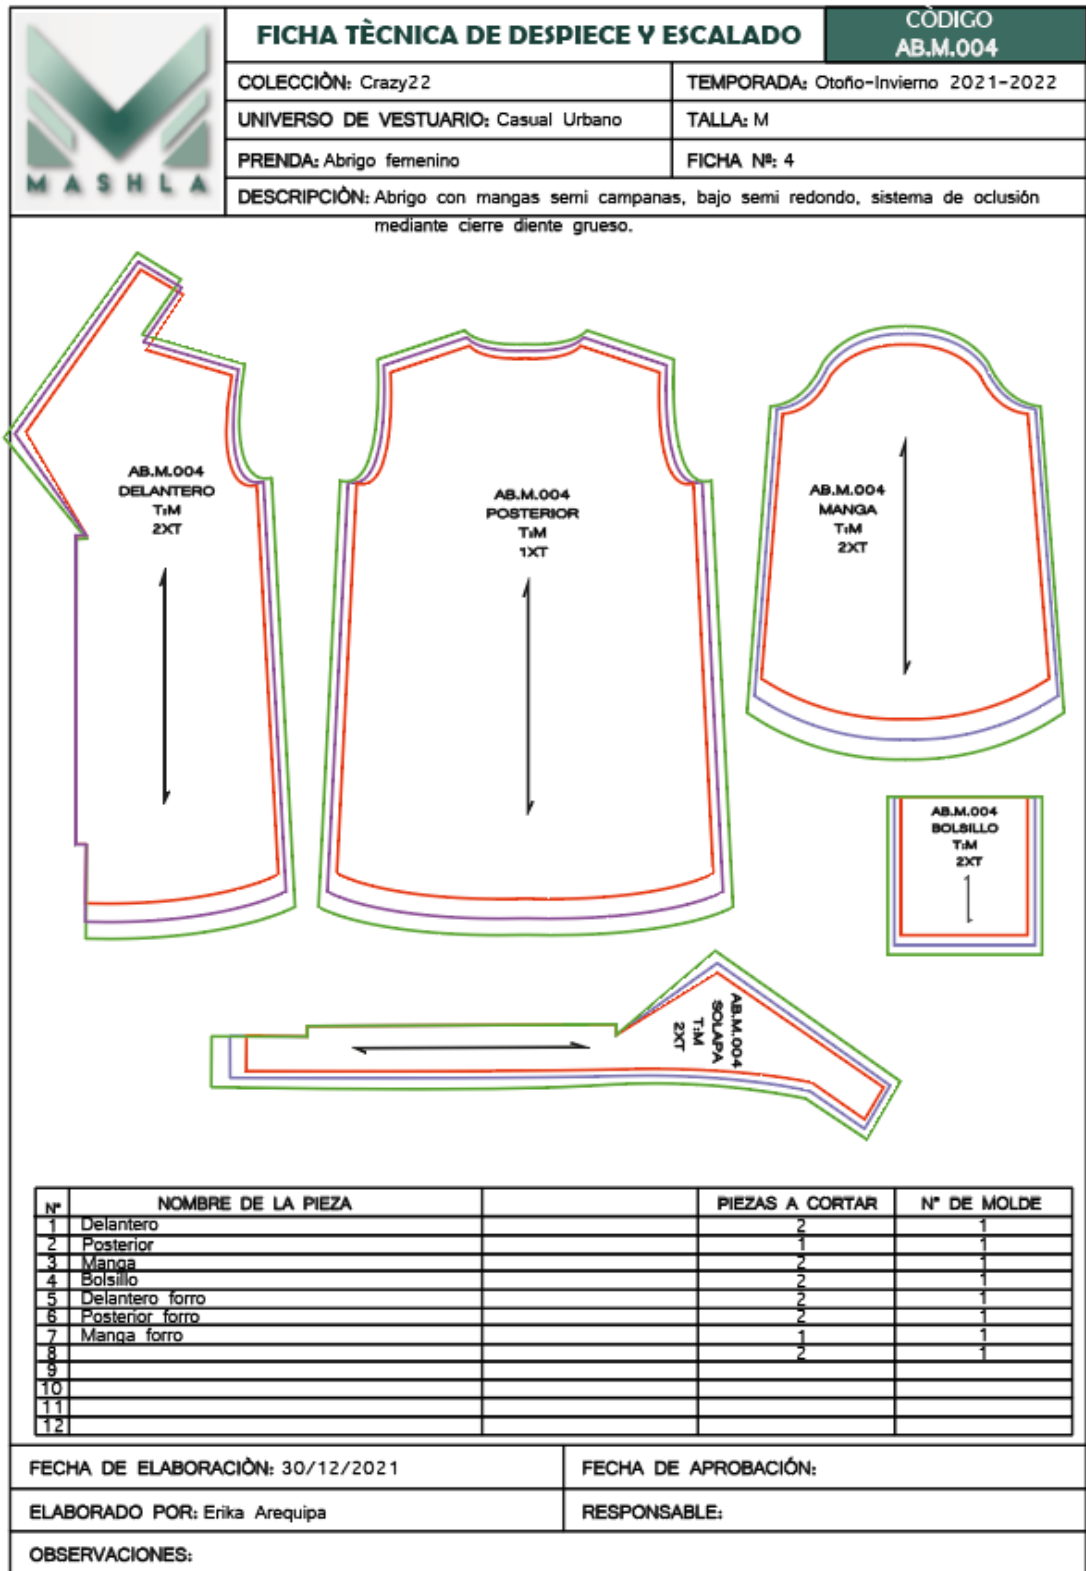 MASHLA
FICHA TÈCNICA DE DESPIECE Y ESCALADO
CÒDIGO
AB.M.004
COLECCIÒN: Crazy22
TEMPORADA: Otoño-Invierno 2021-2022
UNIVERSO DE VESTUARIO: Casual Urbano
TALLA: M
PRENDA: Abrigo femenino
FICHA Nº: 4
DESCRIPCIÒN: Abrigo con mangas semi campanas, bajo semi redondo, sistema de oclusión
mediante cierre diente grueso.
AB.M.004
DELANTERO
T:M
2XT
AB.M.004
POSTERIOR
T:M
1XT
AB.M.004
MANGA
T:M
2XT
AB.M.004
BOLSILLO
T:M
2XT
AB.M.004
SOLAPA
T:M
2XT
Nº NOMBRE DE LA PIEZA PIEZAS A CORTAR Nº DE MOLDE
1 Delantero 2 1
2 Posterior 1 1
3 Manga 2 1
4 Bolsillo 2 1
5 Delantero forro 2 1
6 Posterior forro 2 1
7 Manga forro 1 1
8 2 1
9
10
11
12
FECHA DE ELABORACIÒN: 30/12/2021
FECHA DE APROBACIÓN:
ELABORADO POR: Erika Arequipa
RESPONSABLE:
OBSERVACIONES: